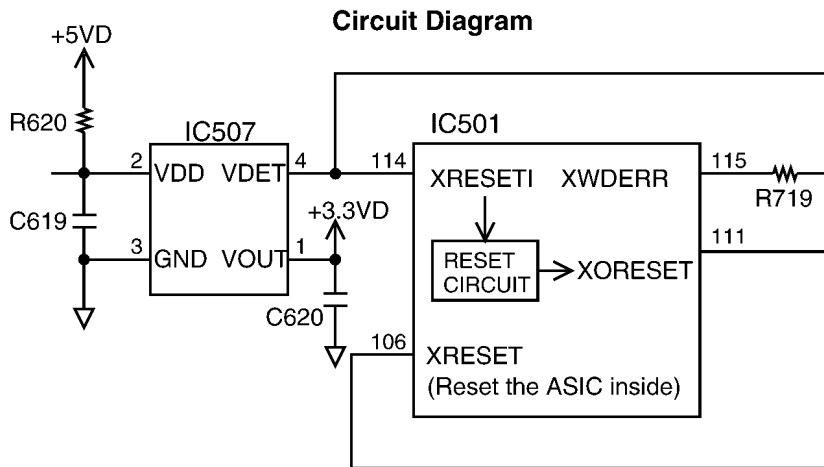 Circuit Diagram
+5VD
R620
IC507
IC501
2
VDD
VDET
4
114
XRESETI
XWDERR
115
R719
C619
+3.3VD
111
3
GND
VOUT
1
RESET
CIRCUIT
XORESET
C620
106
XRESET
(Reset the ASIC inside)